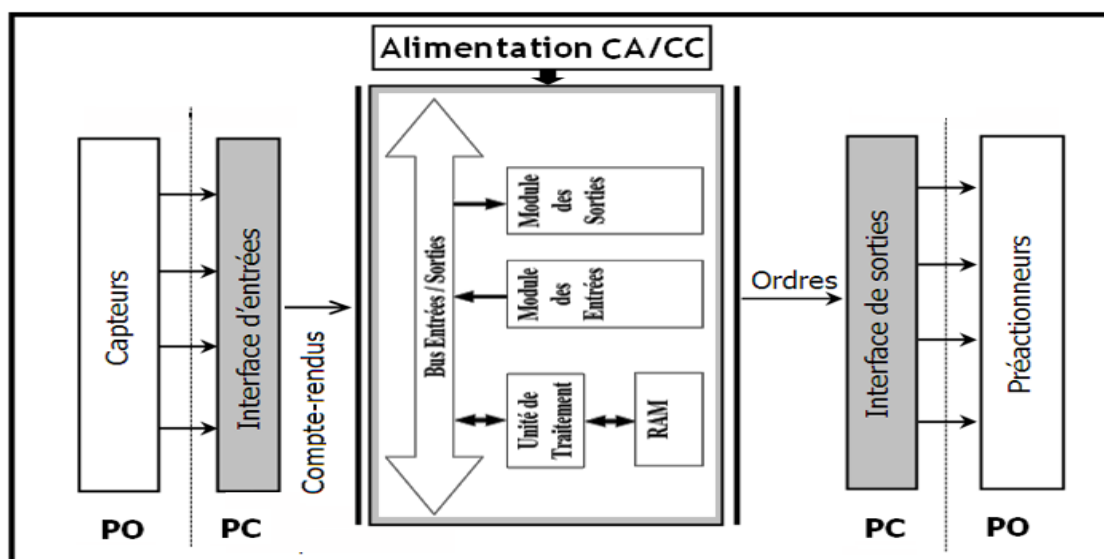 Alimentation CA/CC
Capteurs
Interface d'entrées
Compte-rendus
Bus Entrées / Sorties
Module
des
Sorties
Module
des
Entrées
Unité de
Traitement
RAM
Ordres
Interface de sorties
Préactionneurs
PO
PC
PC
PO